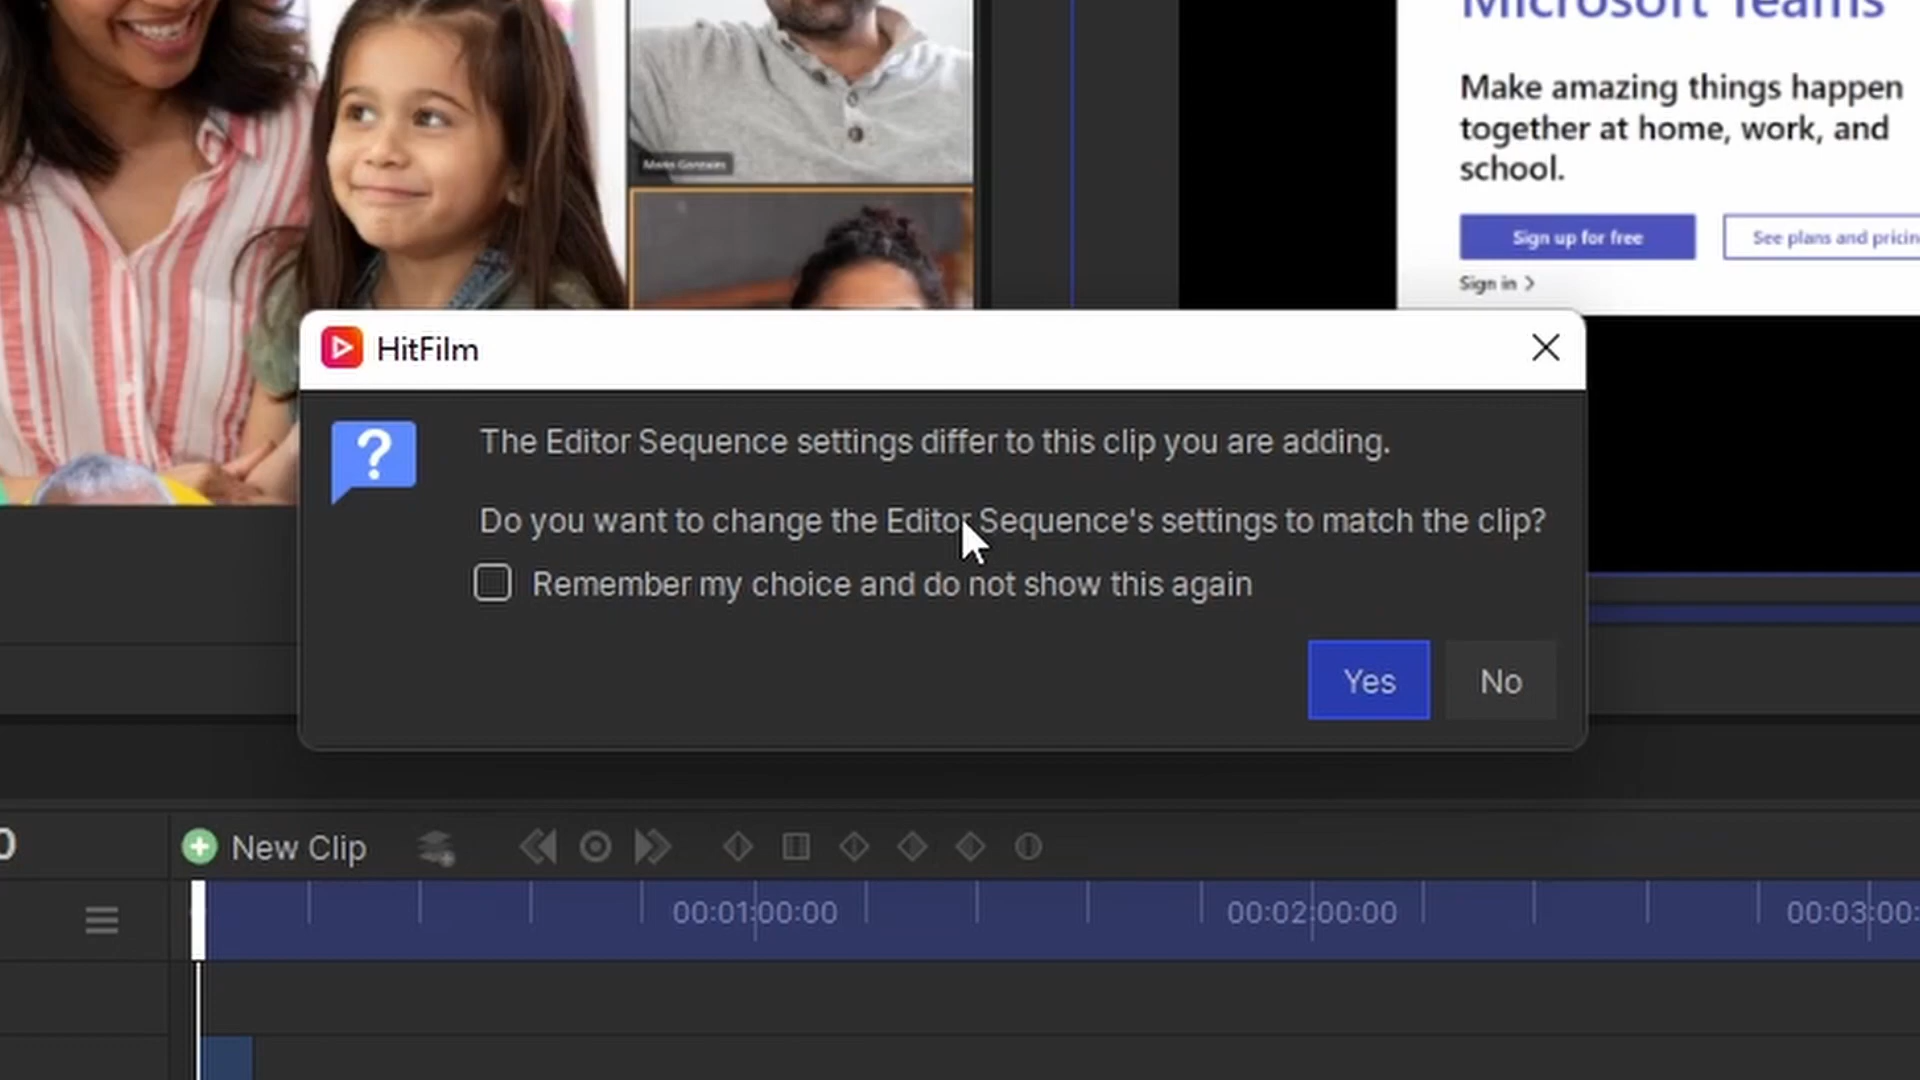 Microsoft Teams
Make amazing things happen
together at home, work, and
school.
Sign up for free
See plans and pricin
Sign in >
HitFilm
The Editor Sequence settings differ to this clip you are adding.
Do you want to change the Editor Sequence's settings to match the clip?
Remember my choice and do not show this again
Yes
No
New Clip
00:01:00:00
00:02:00:00
00:03:00: